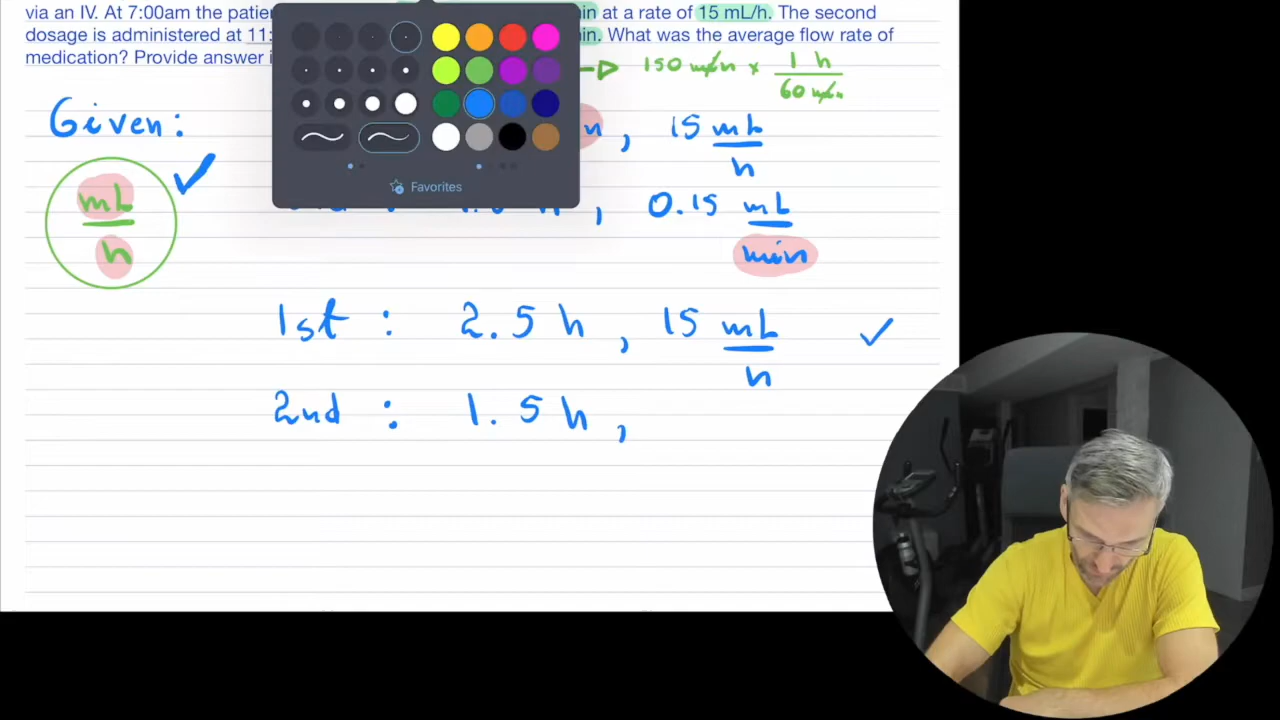 via an IV. At 7:00am the patie in at a rate of 15 mL/h. The second
dosage is administered at 11: in. What was the average flow rate of
medication? Provide answer i 150 min × 1 h / 60 min
Given: n , 15 mL/h
mL/h 1.5 h , 0.15 mL/min
Favorites
1st : 2.5 h , 15 mL/h
2nd : 1.5 h ,